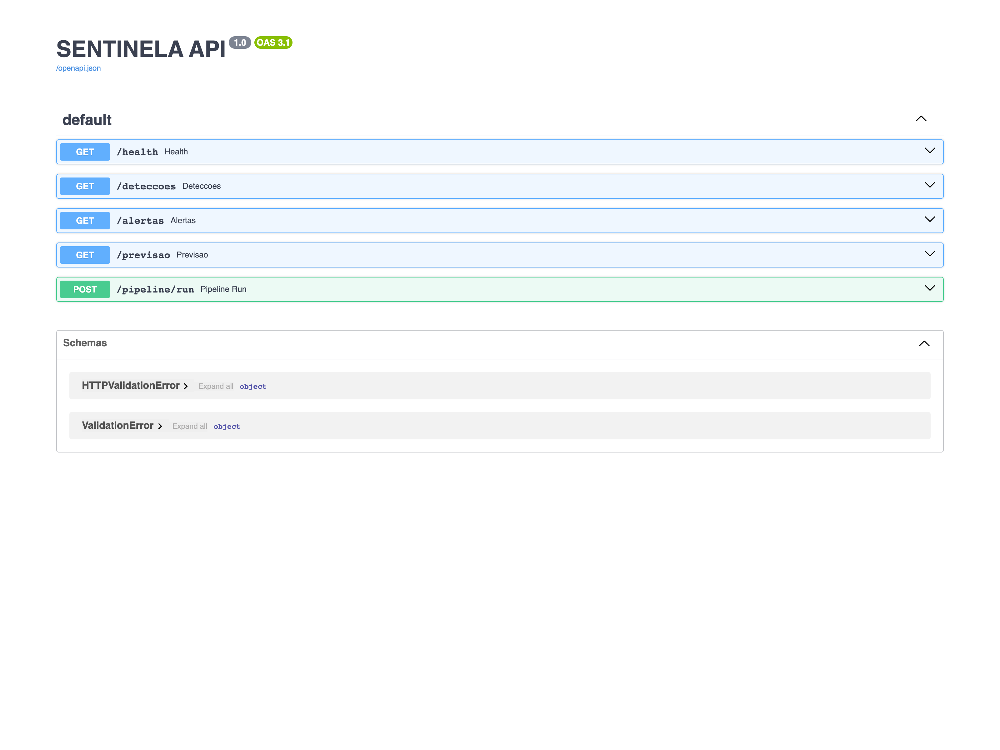 SENTINELA API 1.0 OAS 3.1
/openapi.json
default
GET /health Health
GET /deteccoes Deteccoes
GET /alertas Alertas
GET /previsao Previsao
POST /pipeline/run Pipeline Run
Schemas
HTTPValidationError Expand all object
ValidationError Expand all object